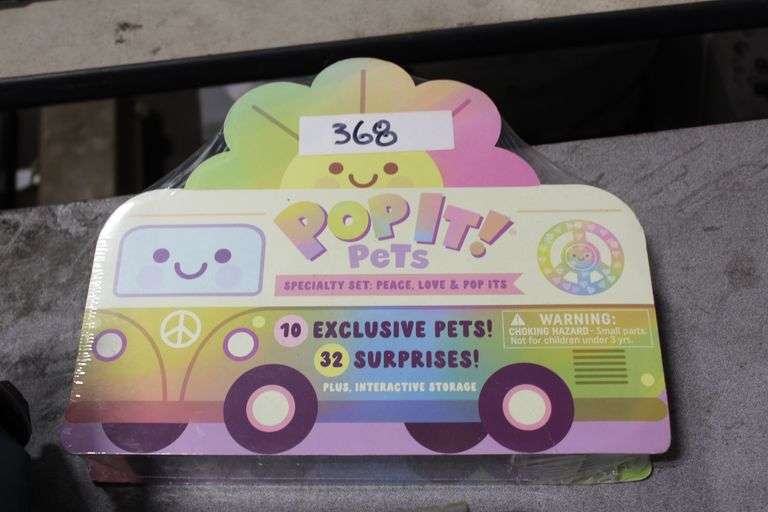 368
POP IT!
PETS
SPECIALTY SET: PEACE, LOVE & POP ITS
10 EXCLUSIVE PETS!
32 SURPRISES!
PLUS, INTERACTIVE STORAGE
WARNING:
CHOKING HAZARD - Small parts.
Not for children under 3 yrs.